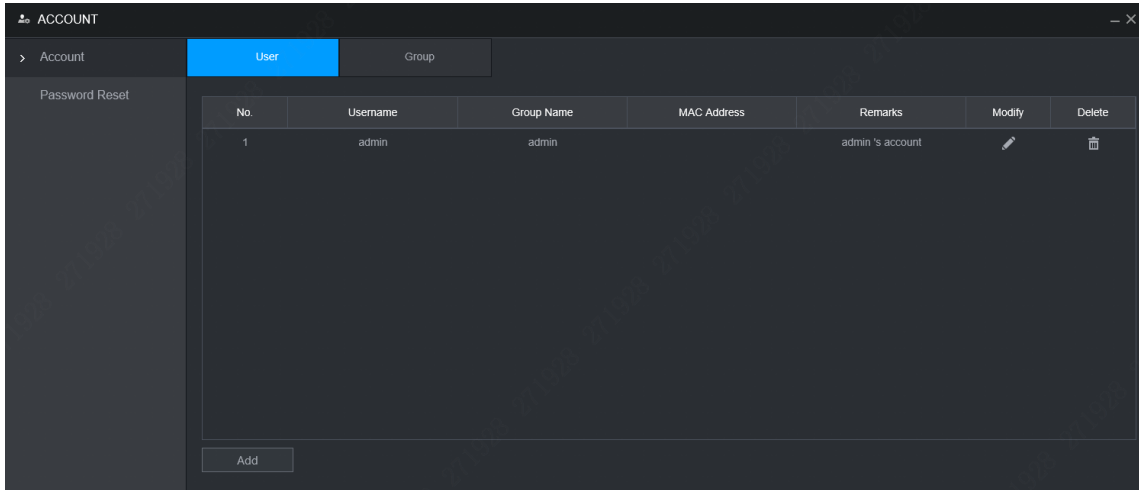 ACCOUNT
Account
User
Group
Password Reset
No. Username Group Name MAC Address Remarks Modify Delete
1 admin admin admin 's account
Add